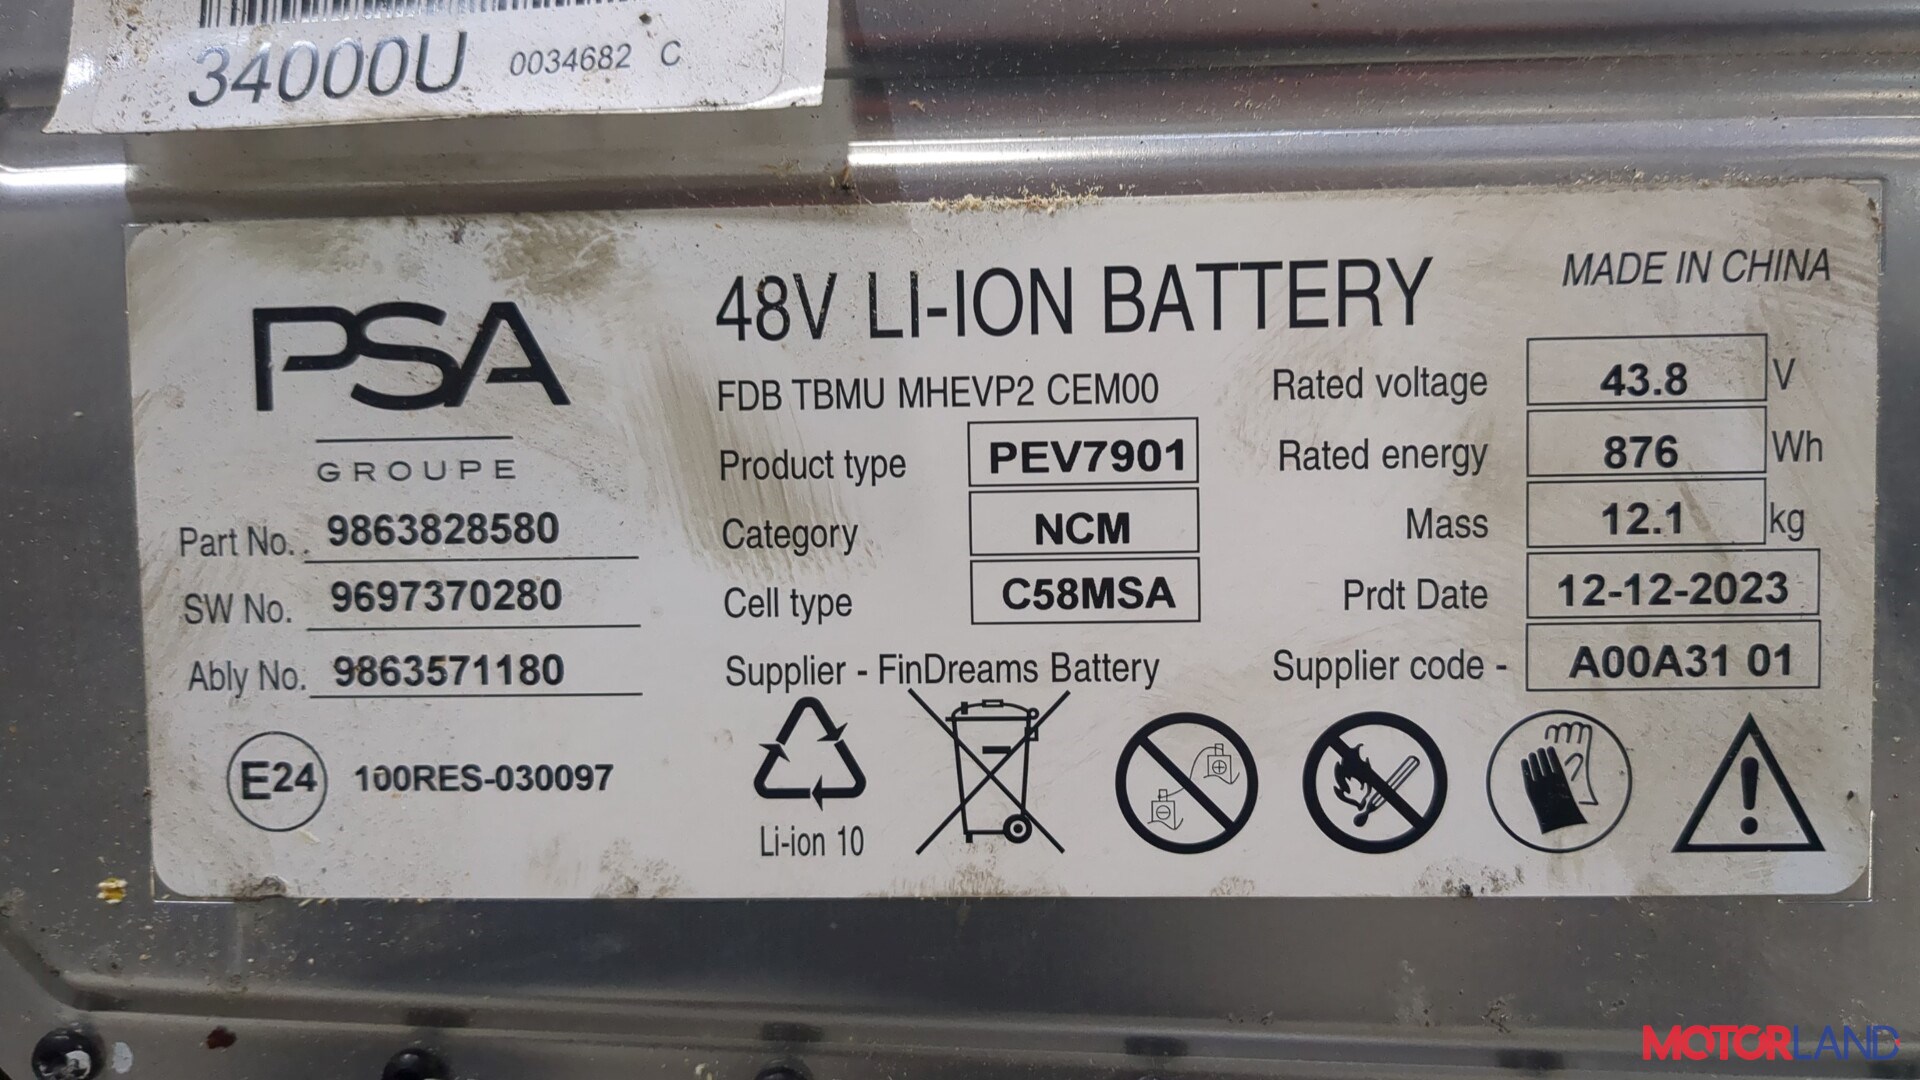 34000U 0034682 C
MADE IN CHINA
48V LI-ION BATTERY
PSA
GROUPE
FDB TBMU MHEVP2 CEM00
Rated voltage 43.8 V
Product type PEV7901
Rated energy 876 Wh
Part No. 9863828580
Category NCM
Mass 12.1 kg
SW No. 9697370280
Cell type C58MSA
Prdt Date 12-12-2023
Ably No. 9863571180
Supplier - FinDreams Battery
Supplier code - A00A31 01
E24 100RES-030097
Li-ion 10
MOTORLAND